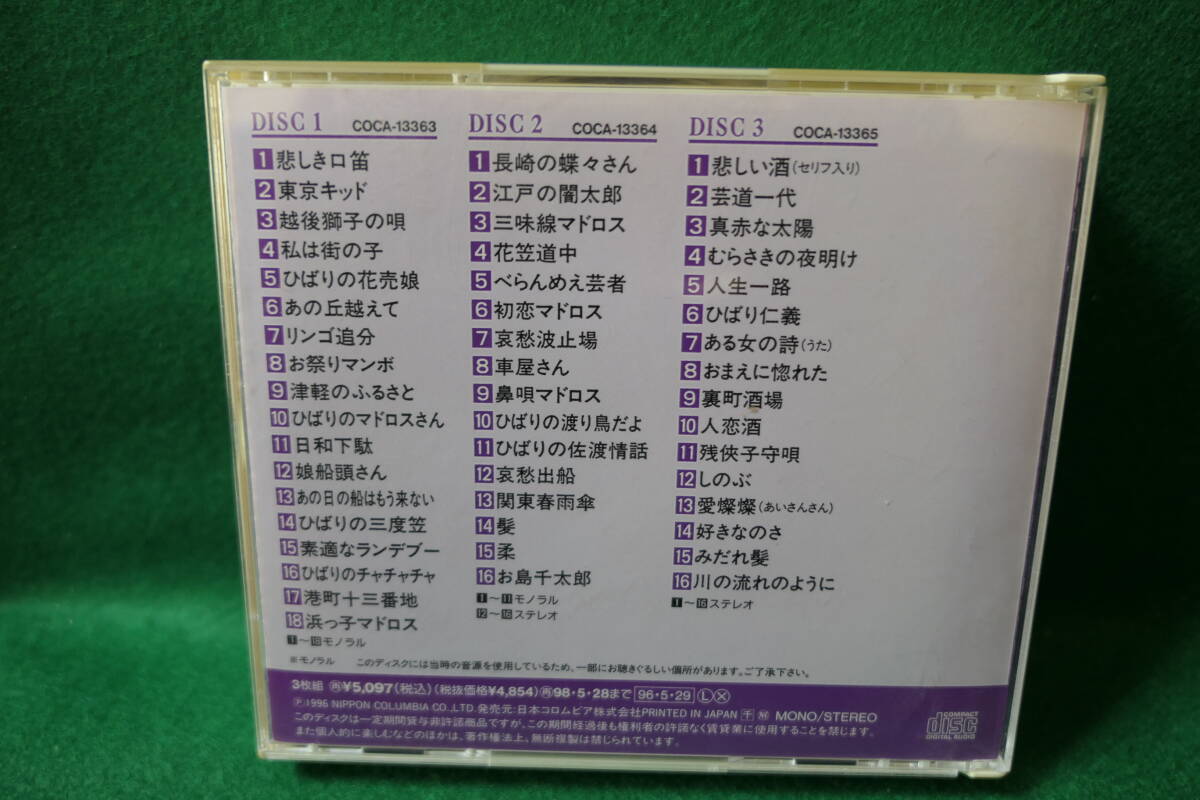 DISC 1 COCA-13363
1 悲しき口笛
2 東京キッド
3 越後獅子の唄
4 私は街の子
5 ひばりの花売娘
6 あの丘越えて
7 リンゴ追分
8 お祭りマンボ
9 津軽のふるさと
10 ひばりのマドロスさん
11 日和下駄
12 娘船頭さん
13 あの日の船はもう来ない
14 ひばりの三度笠
15 素適なランデブー
16 ひばりのチャチャチャ
17 港町十三番地
18 浜っ子マドロス
1〜18モノラル
DISC 2 COCA-13364
1 長崎の蝶々さん
2 江戸の闇太郎
3 三味線マドロス
4 花笠道中
5 べらんめえ芸者
6 初恋マドロス
7 哀愁波止場
8 車屋さん
9 鼻唄マドロス
10 ひばりの渡り鳥だよ
11 ひばりの佐渡情話
12 哀愁出船
13 関東春雨傘
14 髪
15 柔
16 お島千太郎
1〜11モノラル
12〜16ステレオ
DISC 3 COCA-13365
1 悲しい酒(セリフ入り)
2 芸道一代
3 真赤な太陽
4 むらさきの夜明け
5 人生一路
6 ひばり仁義
7 ある女の詩(うた)
8 おまえに惚れた
9 裏町酒場
10 人恋酒
11 残侠子守唄
12 しのぶ
13 愛燦燦(あいさんさん)
14 好きなのさ
15 みだれ髪
16 川の流れのように
1〜16ステレオ
※モノラル このディスクには当時の音源を使用しているため、一部にお聴きぐるしい個所があります。ご了承下さい。
3枚組 再¥5,097(税込)(税抜価格¥4,854)再98・5・28まで 96・5・29 L X
Ⓟ1996 NIPPON COLUMBIA CO.,LTD 発売元:日本コロムビア株式会社 PRINTED IN JAPAN 千 M MONO/STEREO
このディスクは一定期間貸与非許諾商品ですが、この期間経過後も権利者の許諾なく賃貸業に使用することを禁じます。
また個人的に楽しむなどのほかは、著作権法上、無断複製は禁じられています。
COMPACT
disc
DIGITAL AUDIO